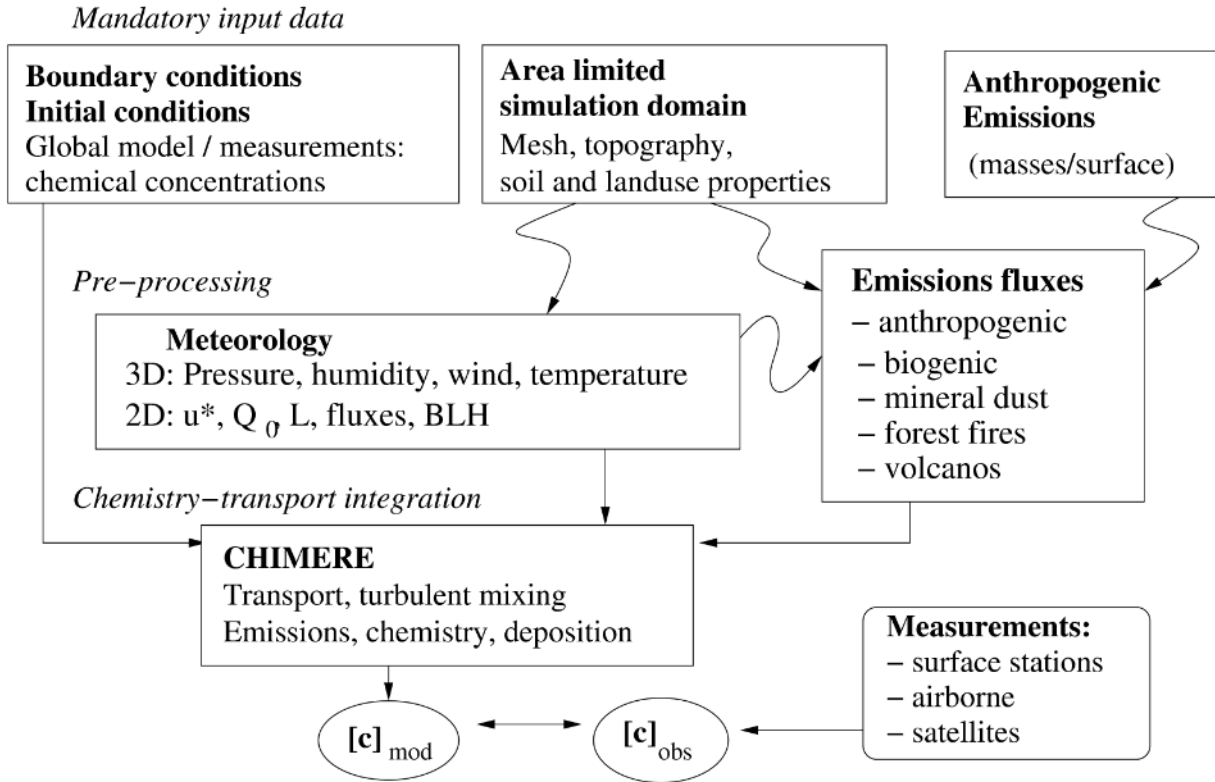 Mandatory input data
Boundary conditions
Initial conditions
Global model / measurements:
chemical concentrations
Area limited
simulation domain
Mesh, topography,
soil and landuse properties
Anthropogenic
Emissions
(masses/surface)
Pre−processing
Meteorology
3D: Pressure, humidity, wind, temperature
2D: u*, Q 0, L, fluxes, BLH
Emissions fluxes
− anthropogenic
− biogenic
− mineral dust
− forest fires
− volcanos
Chemistry−transport integration
CHIMERE
Transport, turbulent mixing
Emissions, chemistry, deposition
Measurements:
− surface stations
− airborne
− satellites
[c] mod
[c] obs